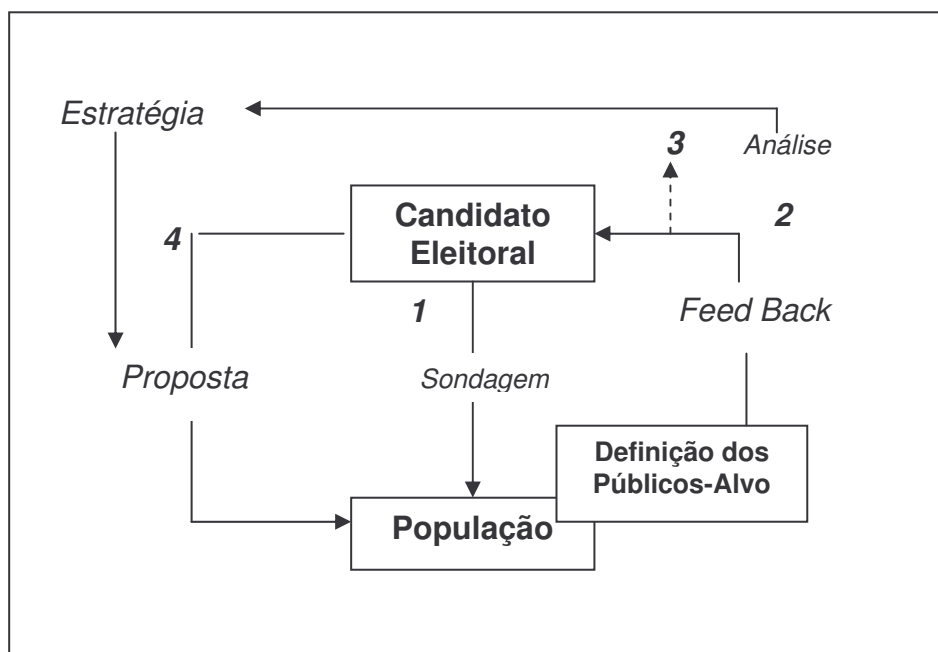 Estratégia
3
Análise
Candidato
Eleitoral
2
4
1
Feed Back
Proposta
Sondagem
Definição dos
Públicos-Alvo
População